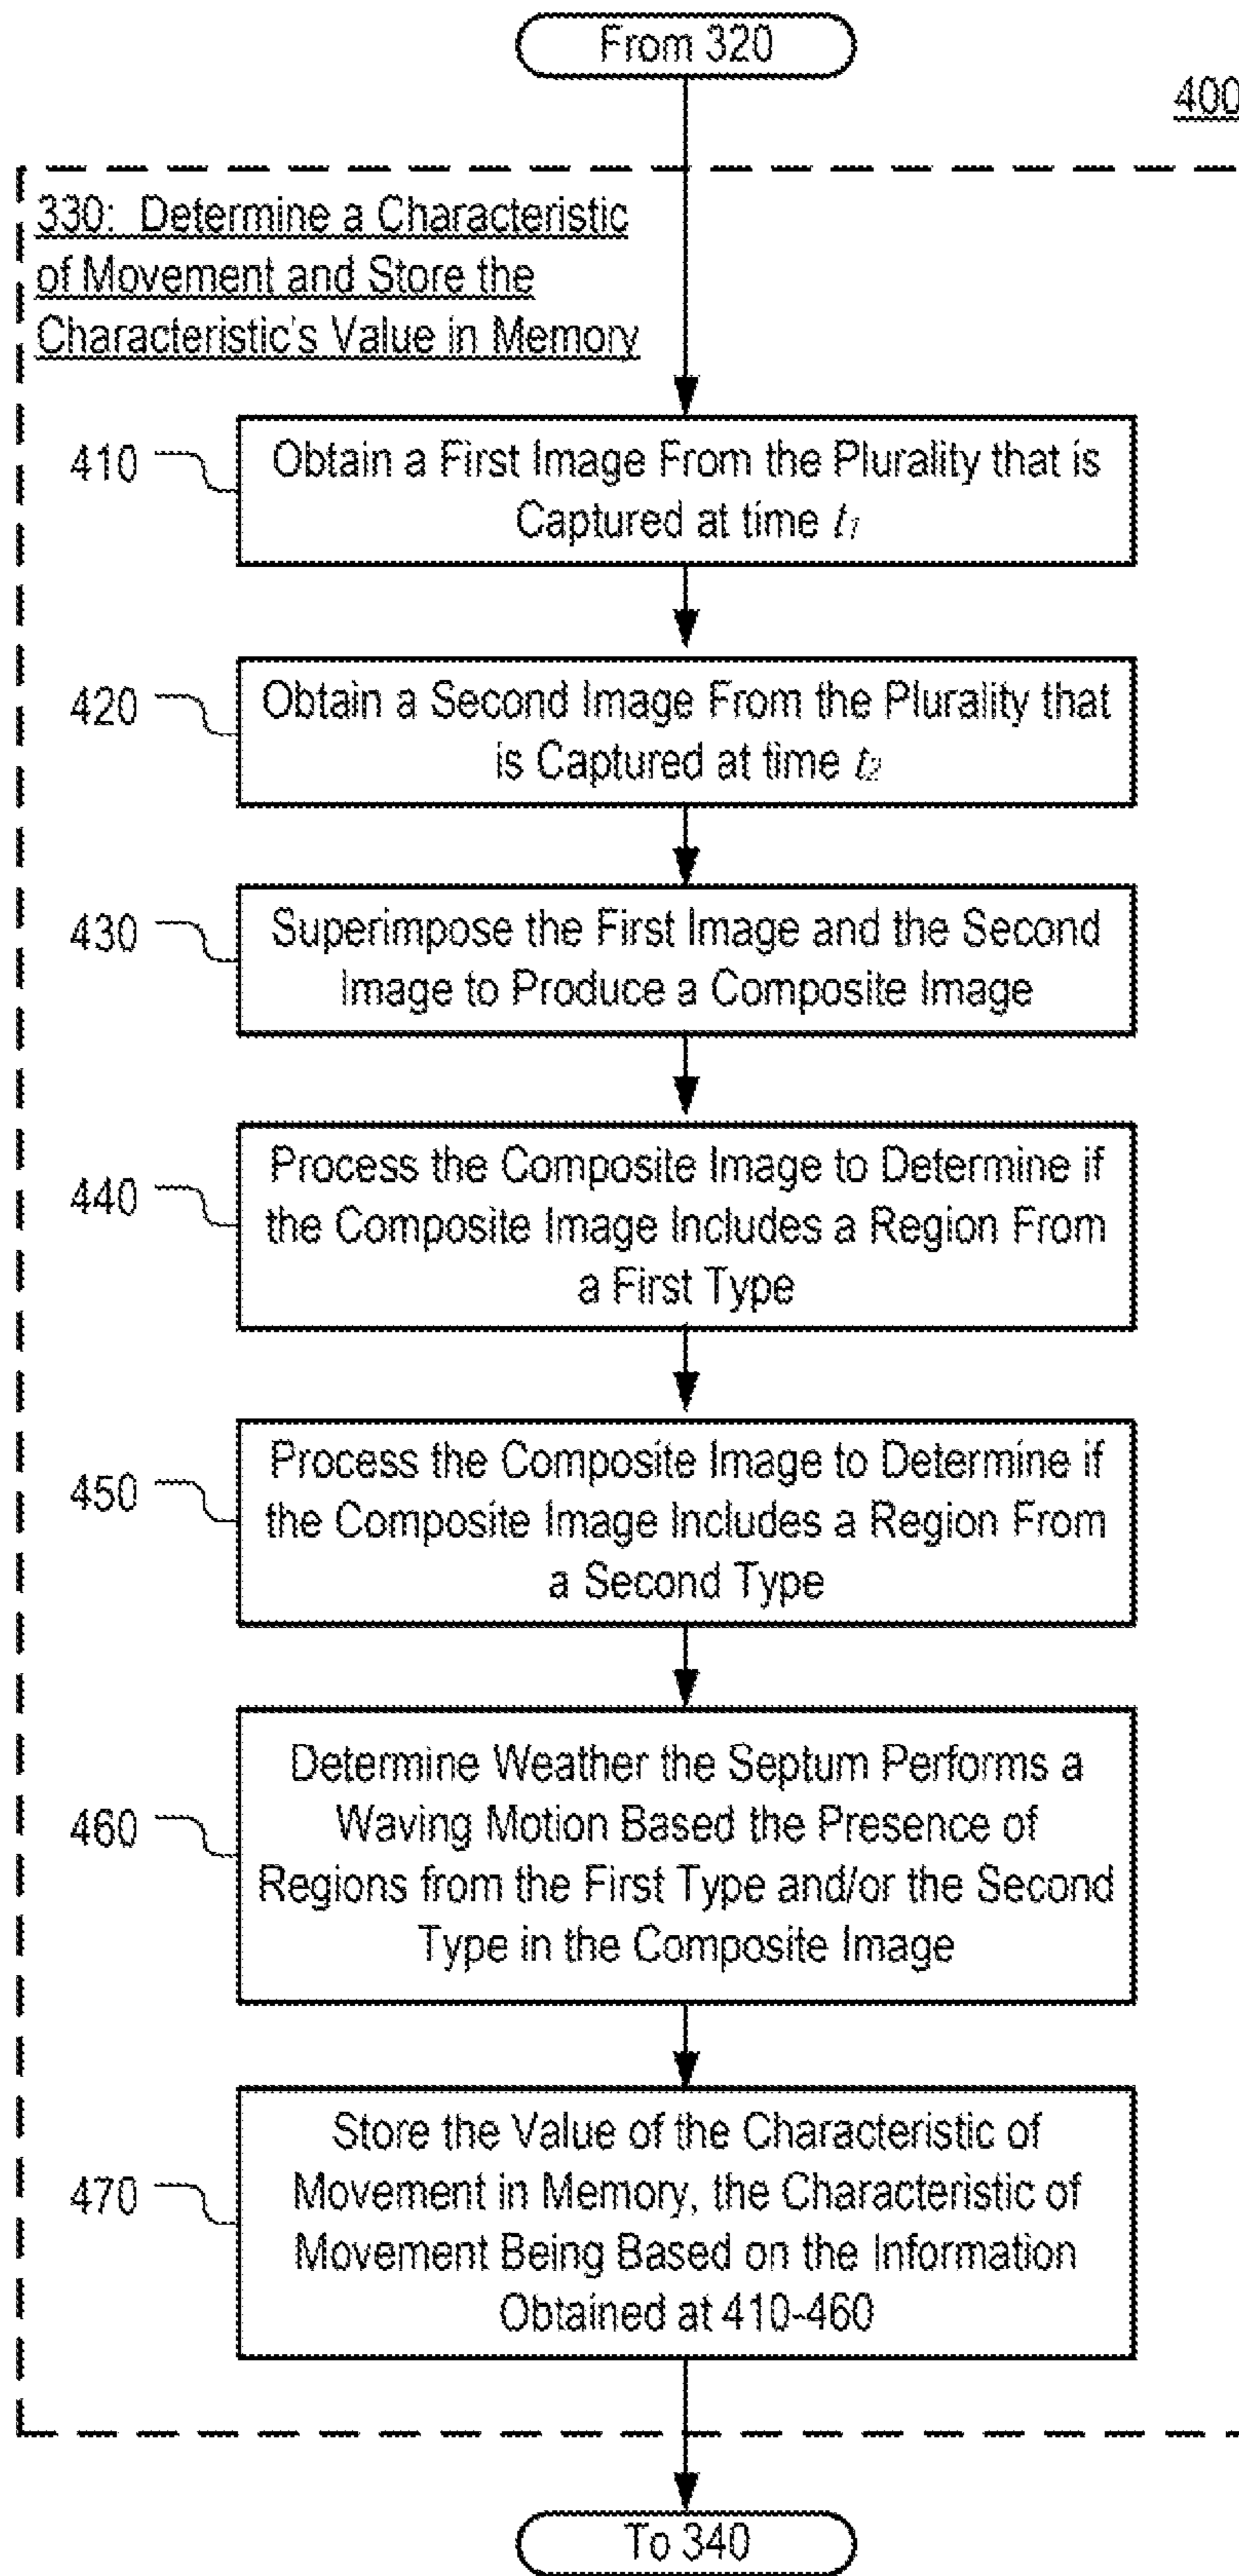 From 320
400
330: Determine a Characteristic
of Movement and Store the
Characteristic's Value in Memory
410
Obtain a First Image From the Plurality that is
Captured at time t1
420
Obtain a Second Image From the Plurality that
is Captured at time t2
430
Superimpose the First Image and the Second
Image to Produce a Composite Image
440
Process the Composite Image to Determine if
the Composite Image Includes a Region From
a First Type
450
Process the Composite Image to Determine if
the Composite Image Includes a Region From
a Second Type
460
Determine Weather the Septum Performs a
Waving Motion Based the Presence of
Regions from the First Type and/or the Second
Type in the Composite Image
470
Store the Value of the Characteristic of
Movement in Memory, the Characteristic of
Movement Being Based on the Information
Obtained at 410-460
To 340